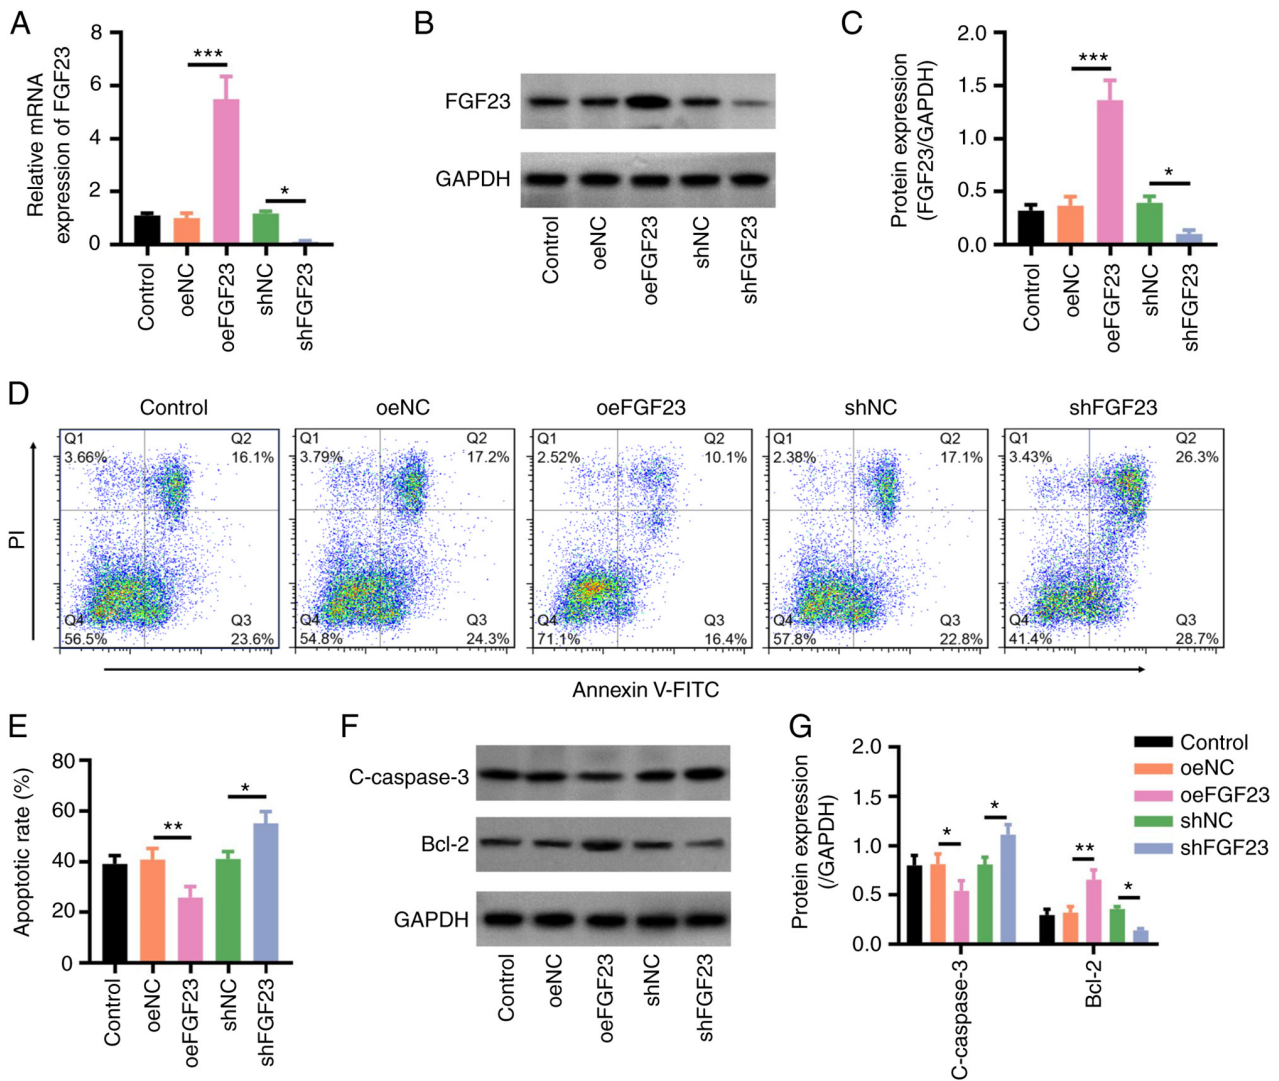 A
Relative mRNA
expression of FGF23
8
6
4
2
0
***
*
Control
oeNC
oeFGF23
shNC
shFGF23
B
FGF23
GAPDH
Control
oeNC
oeFGF23
shNC
shFGF23
C
Protein expression
(FGF23/GAPDH)
2.0
1.5
1.0
0.5
0.0
***
*
Control
oeNC
oeFGF23
shNC
shFGF23
D
Control
oeNC
oeFGF23
shNC
shFGF23
PI
Q1
3.66%
Q2
16.1%
Q4
56.5%
Q3
23.6%
Q1
3.79%
Q2
17.2%
Q4
54.8%
Q3
24.3%
Q1
2.52%
Q2
10.1%
Q4
71.1%
Q3
16.4%
Q1
2.38%
Q2
17.1%
Q4
57.8%
Q3
22.8%
Q1
3.43%
Q2
26.3%
Q4
41.4%
Q3
28.7%
Annexin V-FITC
E
Apoptotic rate (%)
80
60
40
20
0
**
*
Control
oeNC
oeFGF23
shNC
shFGF23
F
C-caspase-3
Bcl-2
GAPDH
Control
oeNC
oeFGF23
shNC
shFGF23
G
Protein expression
(/GAPDH)
2.0
1.5
1.0
0.5
0.0
*
*
**
*
C-caspase-3
Bcl-2
Control
oeNC
oeFGF23
shNC
shFGF23